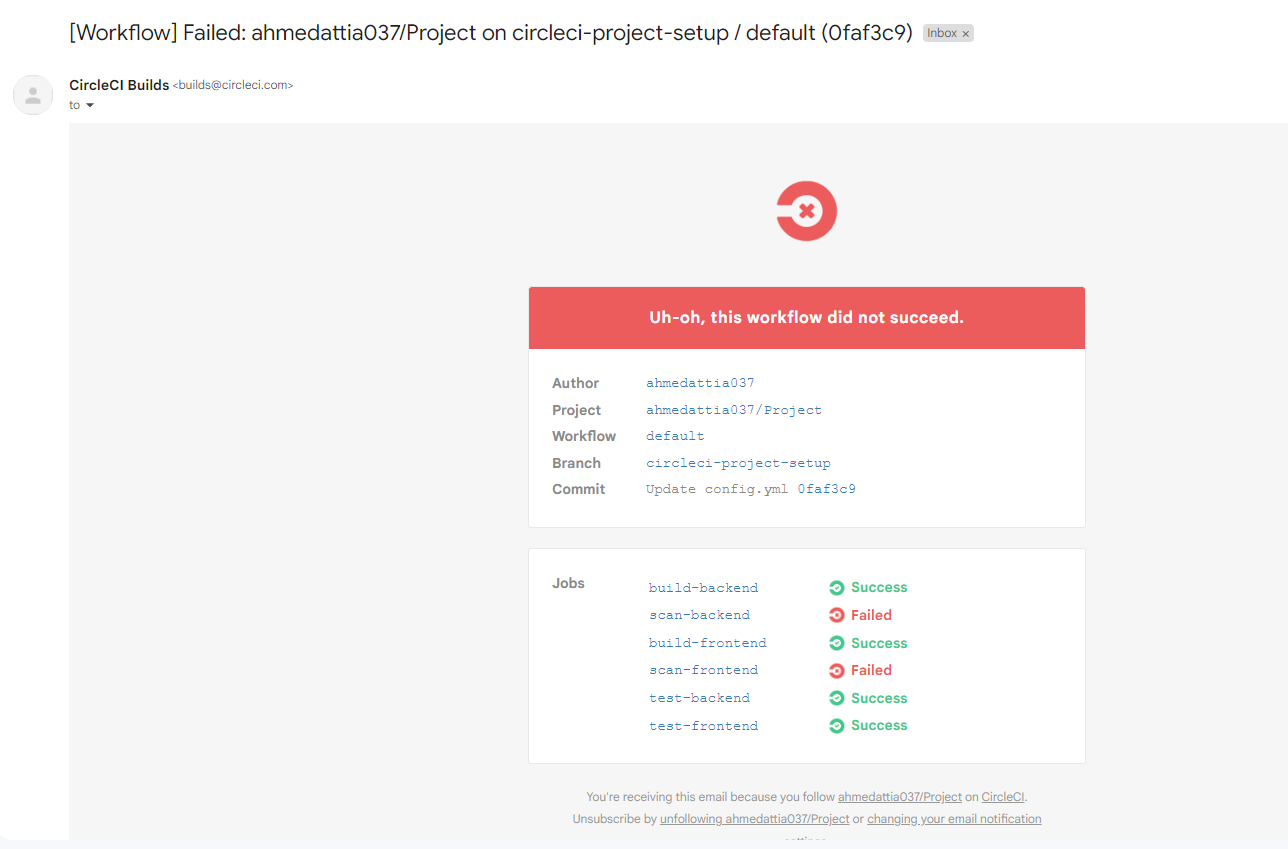 [Workflow] Failed: ahmedattia037/Project on circleci-project-setup / default (0faf3c9) Inbox ×
CircleCI Builds <builds@circleci.com>
to
Uh-oh, this workflow did not succeed.
Author ahmedattia037
Project ahmedattia037/Project
Workflow default
Branch circleci-project-setup
Commit Update config.yml 0faf3c9
Jobs build-backend Success
scan-backend Failed
build-frontend Success
scan-frontend Failed
test-backend Success
test-frontend Success
You're receiving this email because you follow ahmedattia037/Project on CircleCI.
Unsubscribe by unfollowing ahmedattia037/Project or changing your email notification